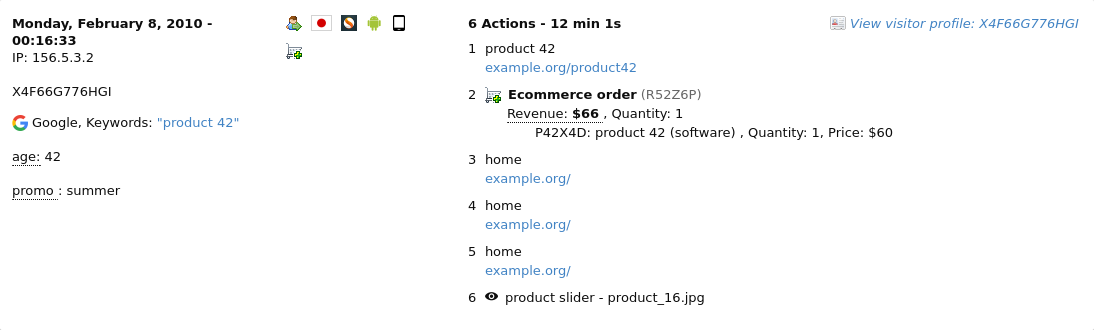 Monday, February 8, 2010 -
00:16:33
IP: 156.5.3.2
X4F66G776HGI
Google, Keywords: "product 42"
age: 42
promo : summer
6 Actions - 12 min 1s
View visitor profile: X4F66G776HGI
1 product 42
example.org/product42
2 Ecommerce order (R52Z6P)
Revenue: $66 , Quantity: 1
P42X4D: product 42 (software) , Quantity: 1, Price: $60
3 home
example.org/
4 home
example.org/
5 home
example.org/
6 product slider - product_16.jpg